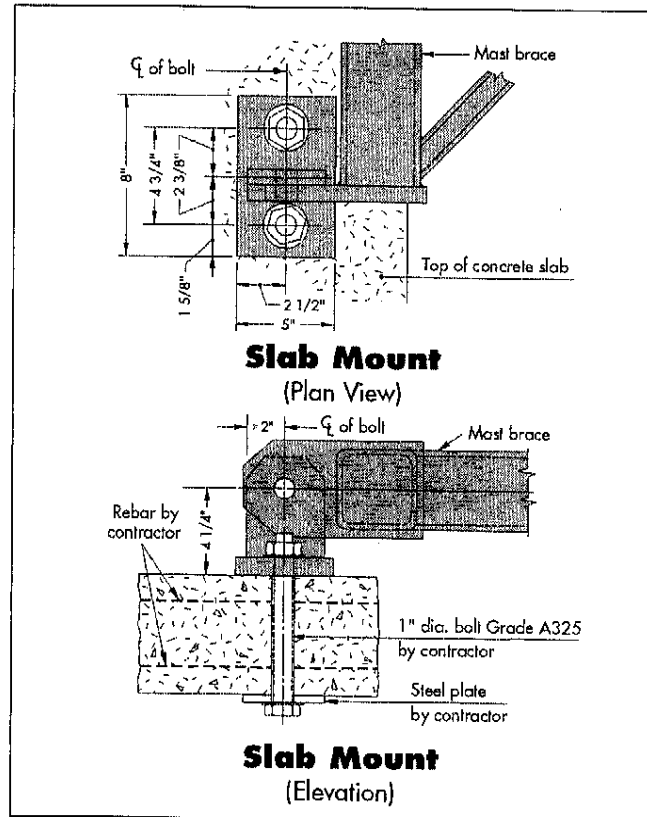 ℄ of bolt
Mast brace
8"
4 3/4"
2 3/8"
1 5/8"
2 1/2"
5"
Top of concrete slab
Slab Mount
(Plan View)
2"
℄ of bolt
Mast brace
Rebar by
contractor
4 1/4"
1" dia. bolt Grade A325
by contractor
Steel plate
by contractor
Slab Mount
(Elevation)